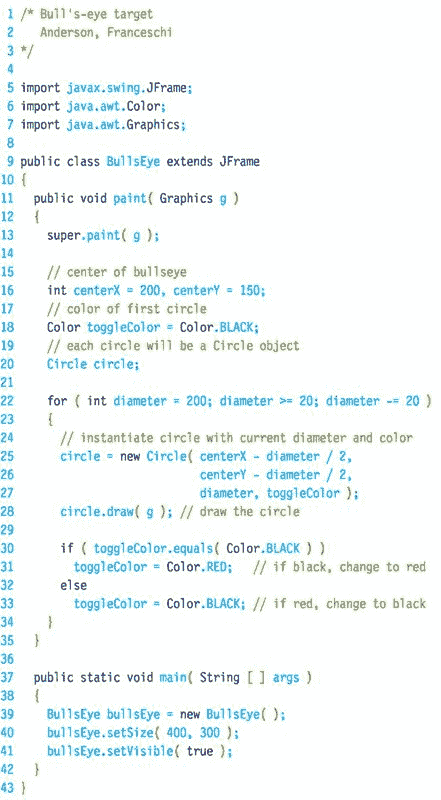 1 /* Bull's-eye target
2    Anderson, Franceschi
3 */
4
5 import javax.swing.JFrame;
6 import java.awt.Color;
7 import java.awt.Graphics;
8
9 public class BullsEye extends JFrame
10 {
11   public void paint( Graphics g )
12   {
13     super.paint( g );
14
15     // center of bullseye
16     int centerX = 200, centerY = 150;
17     // color of first circle
18     Color toggleColor = Color.BLACK;
19     // each circle will be a Circle object
20     Circle circle;
21
22     for ( int diameter = 200; diameter >= 20; diameter -= 20 )
23     {
24       // instantiate circle with current diameter and color
25       circle = new Circle( centerX - diameter / 2,
26                            centerY - diameter / 2,
27                            diameter, toggleColor );
28       circle.draw( g ); // draw the circle
29
30       if ( toggleColor.equals( Color.BLACK ) )
31         toggleColor = Color.RED;   // if black, change to red
32       else
33         toggleColor = Color.BLACK; // if red, change to black
34     }
35   }
36
37   public static void main( String [ ] args )
38   {
39     BullsEye bullsEye = new BullsEye( );
40     bullsEye.setSize( 400, 300 );
41     bullsEye.setVisible( true );
42   }
43 }